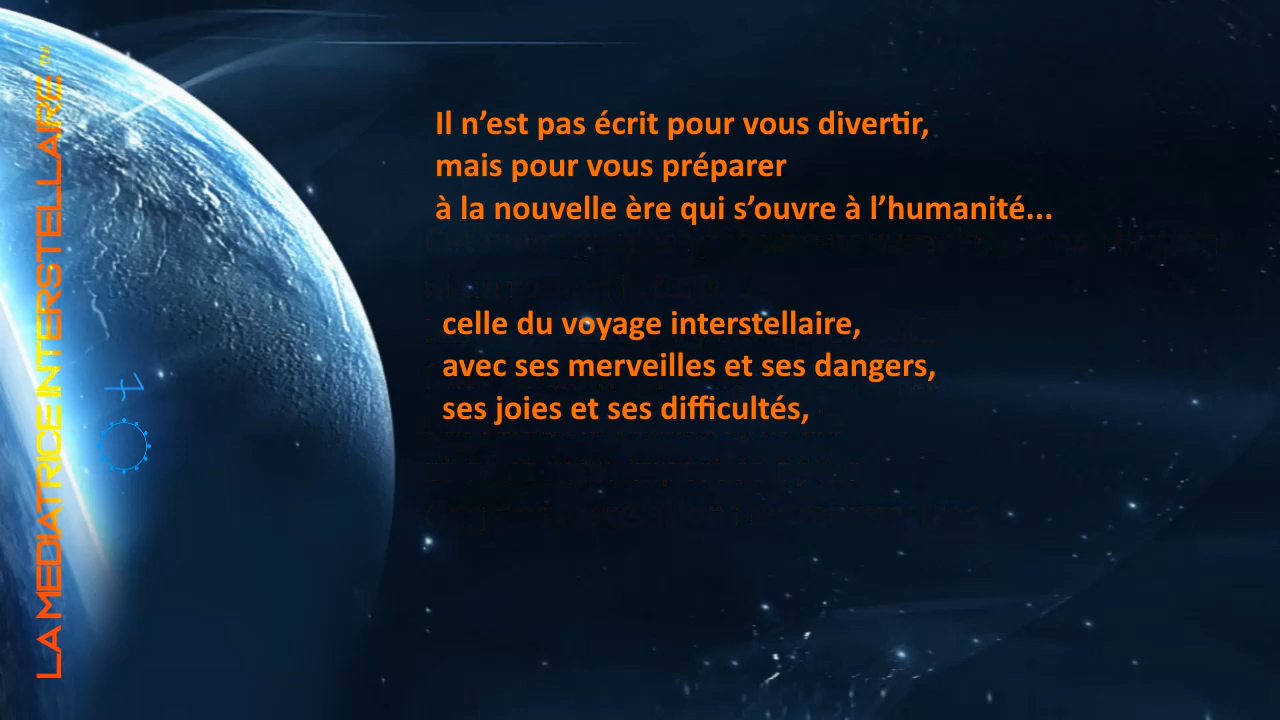 LA MEDIATRICE INTERSTELLAIRE™
Il n’est pas écrit pour vous divertir,
mais pour vous préparer
à la nouvelle ère qui s’ouvre à l’humanité...
celle du voyage interstellaire,
avec ses merveilles et ses dangers,
ses joies et ses difficultés,